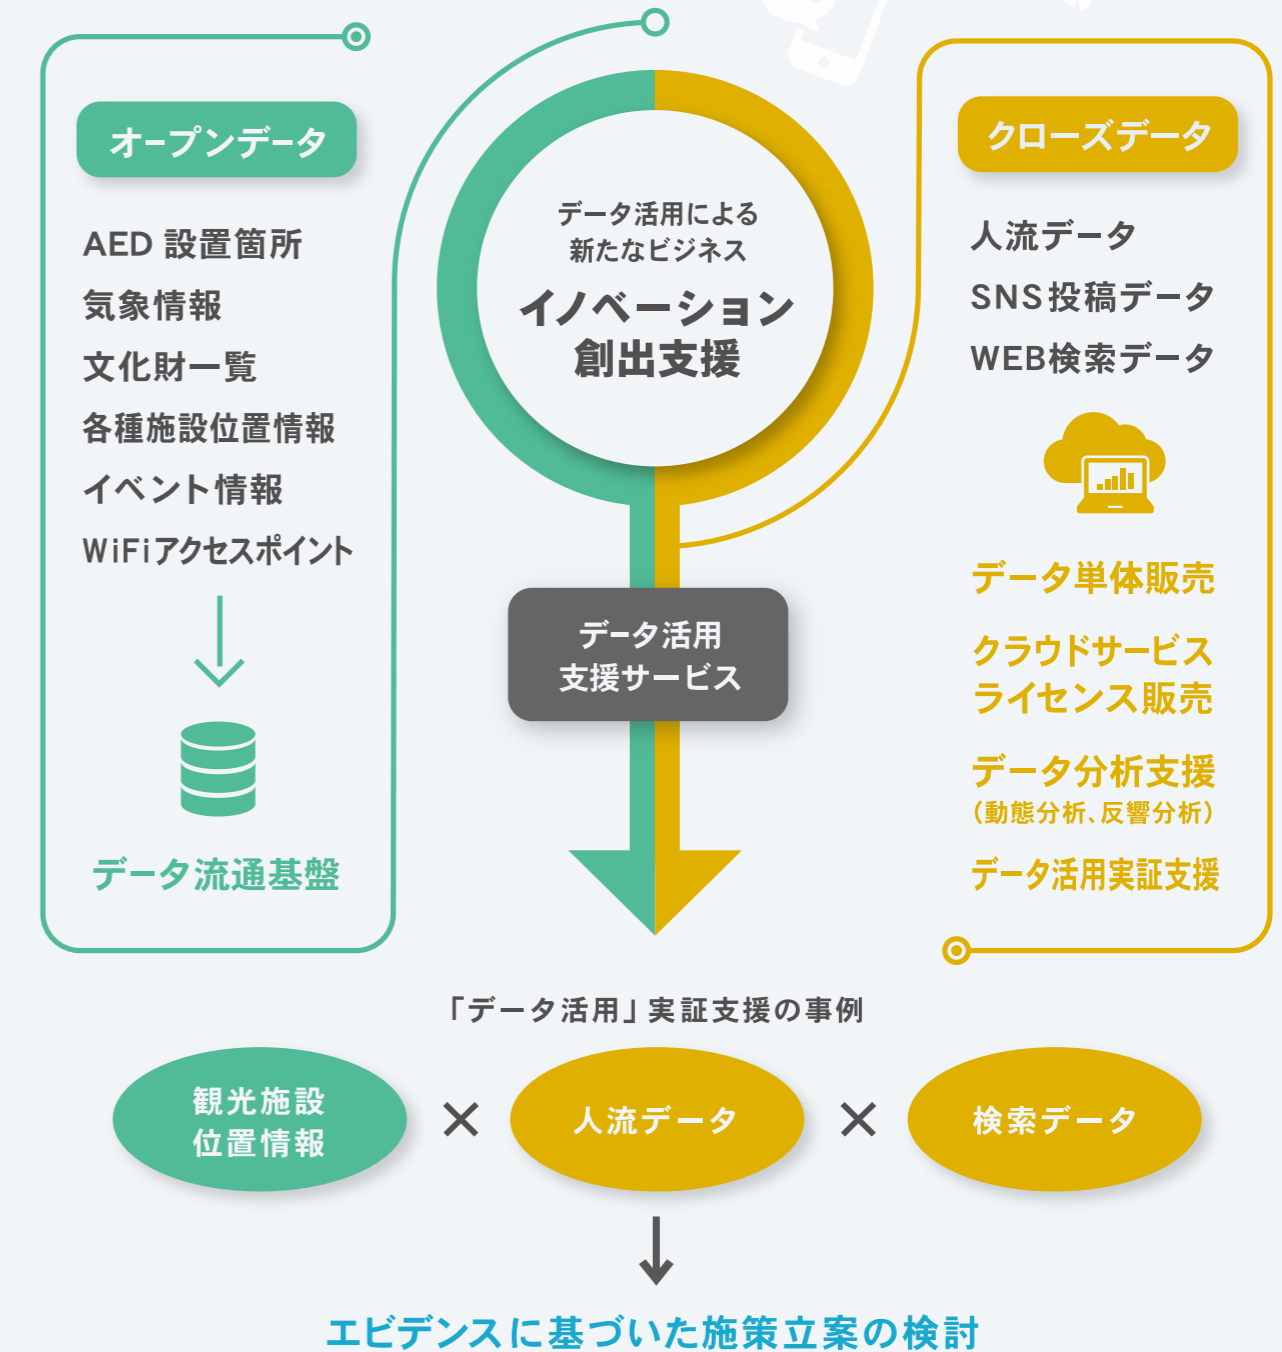 オープンデータ
AED 設置箇所
気象情報
文化財一覧
各種施設位置情報
イベント情報
WiFiアクセスポイント
データ流通基盤
データ活用による
新たなビジネス
イノベーション
創出支援
データ活用
支援サービス
クローズデータ
人流データ
SNS投稿データ
WEB検索データ
データ単体販売
クラウドサービス
ライセンス販売
データ分析支援
（動態分析、反響分析）
データ活用実証支援
「データ活用」実証支援の事例
観光施設
位置情報
×
人流データ
×
検索データ
エビデンスに基づいた施策立案の検討